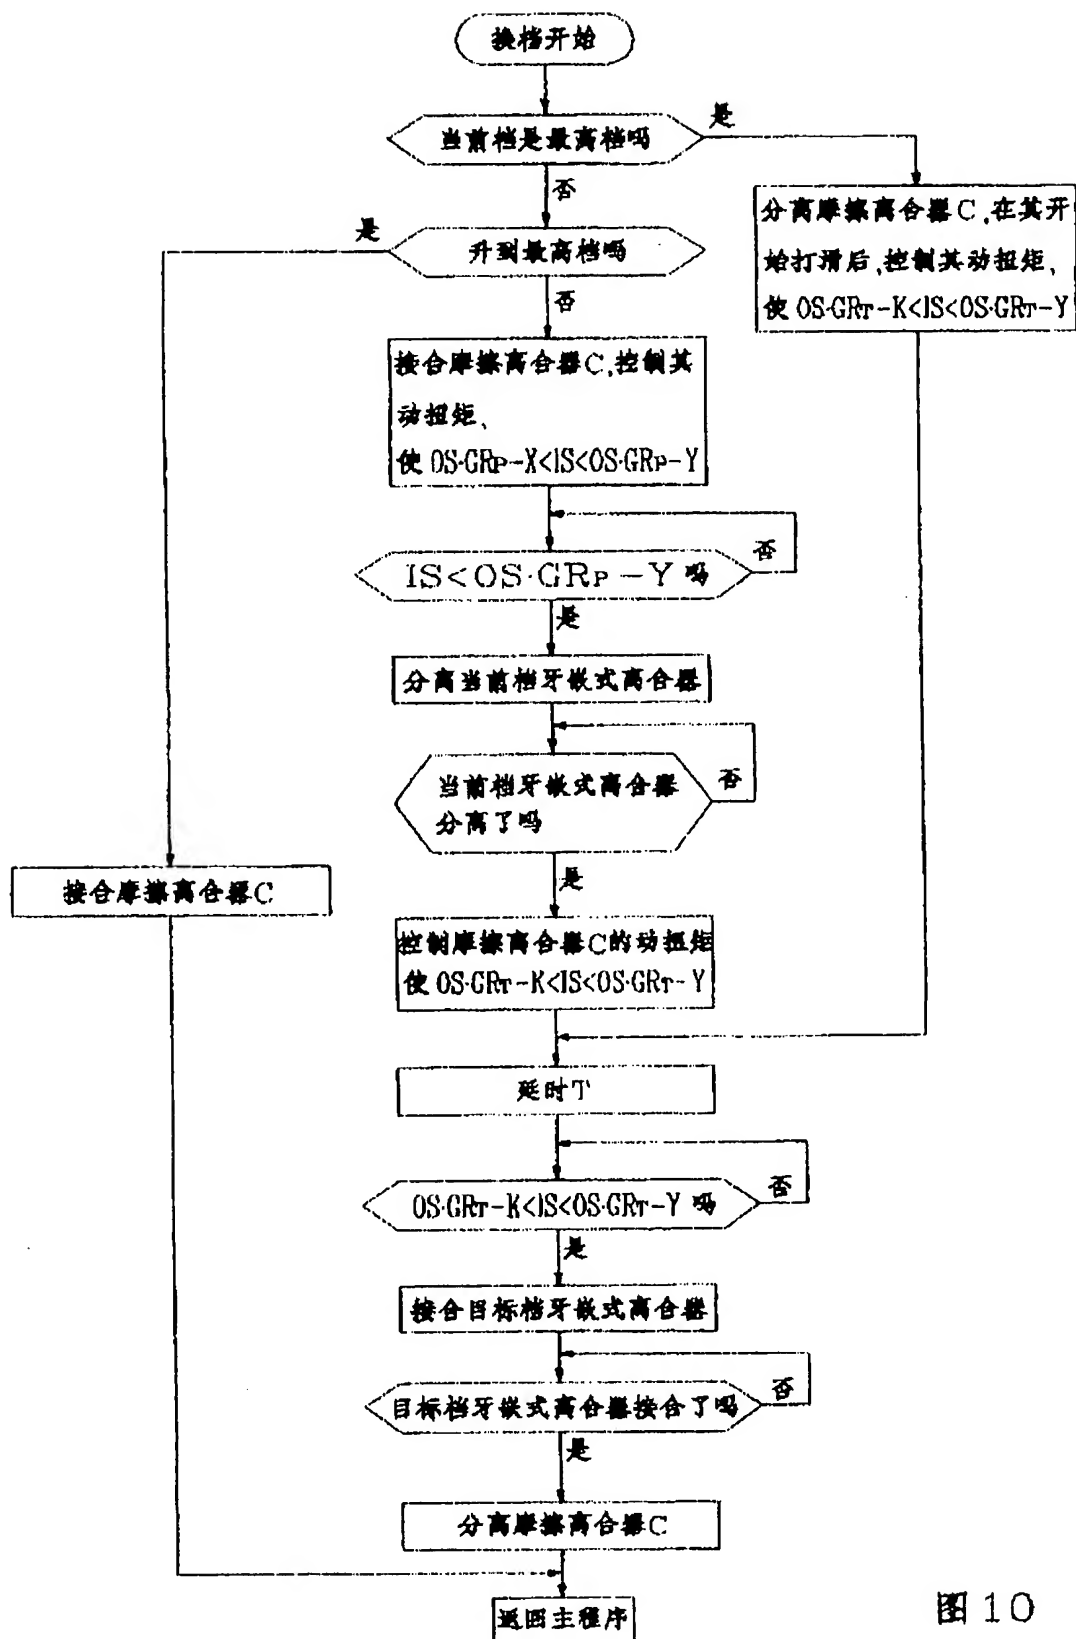 换档开始
当前档是最高档吗
是
否
分离摩擦离合器C,在其开
始打滑后,控制其动扭矩,
使 OS·GRT-K<IS<OS·GRT-Y
是
升到最高档吗
否
接合摩擦离合器C,控制其
动扭矩,
使 OS·GRP-X<IS<OS·GRP-Y
否
IS<OS·GRP-Y 吗
是
分离当前档牙嵌式离合器
否
当前档牙嵌式离合器
分离了吗
是
接合摩擦离合器C
控制摩擦离合器C的动扭矩
使 OS·GRT-K<IS<OS·GRT-Y
延时T
否
OS·GRT-K<IS<OS·GRT-Y 吗
是
接合目标档牙嵌式离合器
否
目标档牙嵌式离合器接合了吗
是
分离摩擦离合器C
返回主程序
图10